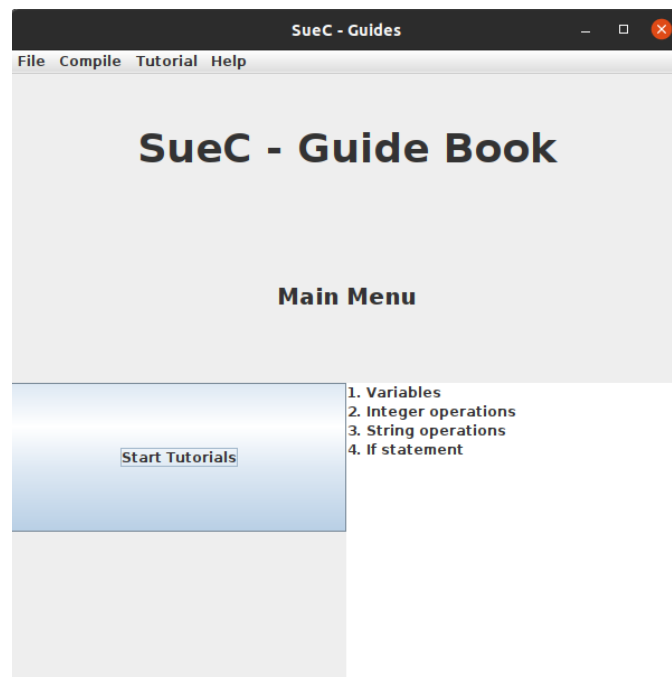 SueC - Guides
File Compile Tutorial Help
SueC - Guide Book
Main Menu
Start Tutorials
1. Variables
2. Integer operations
3. String operations
4. If statement